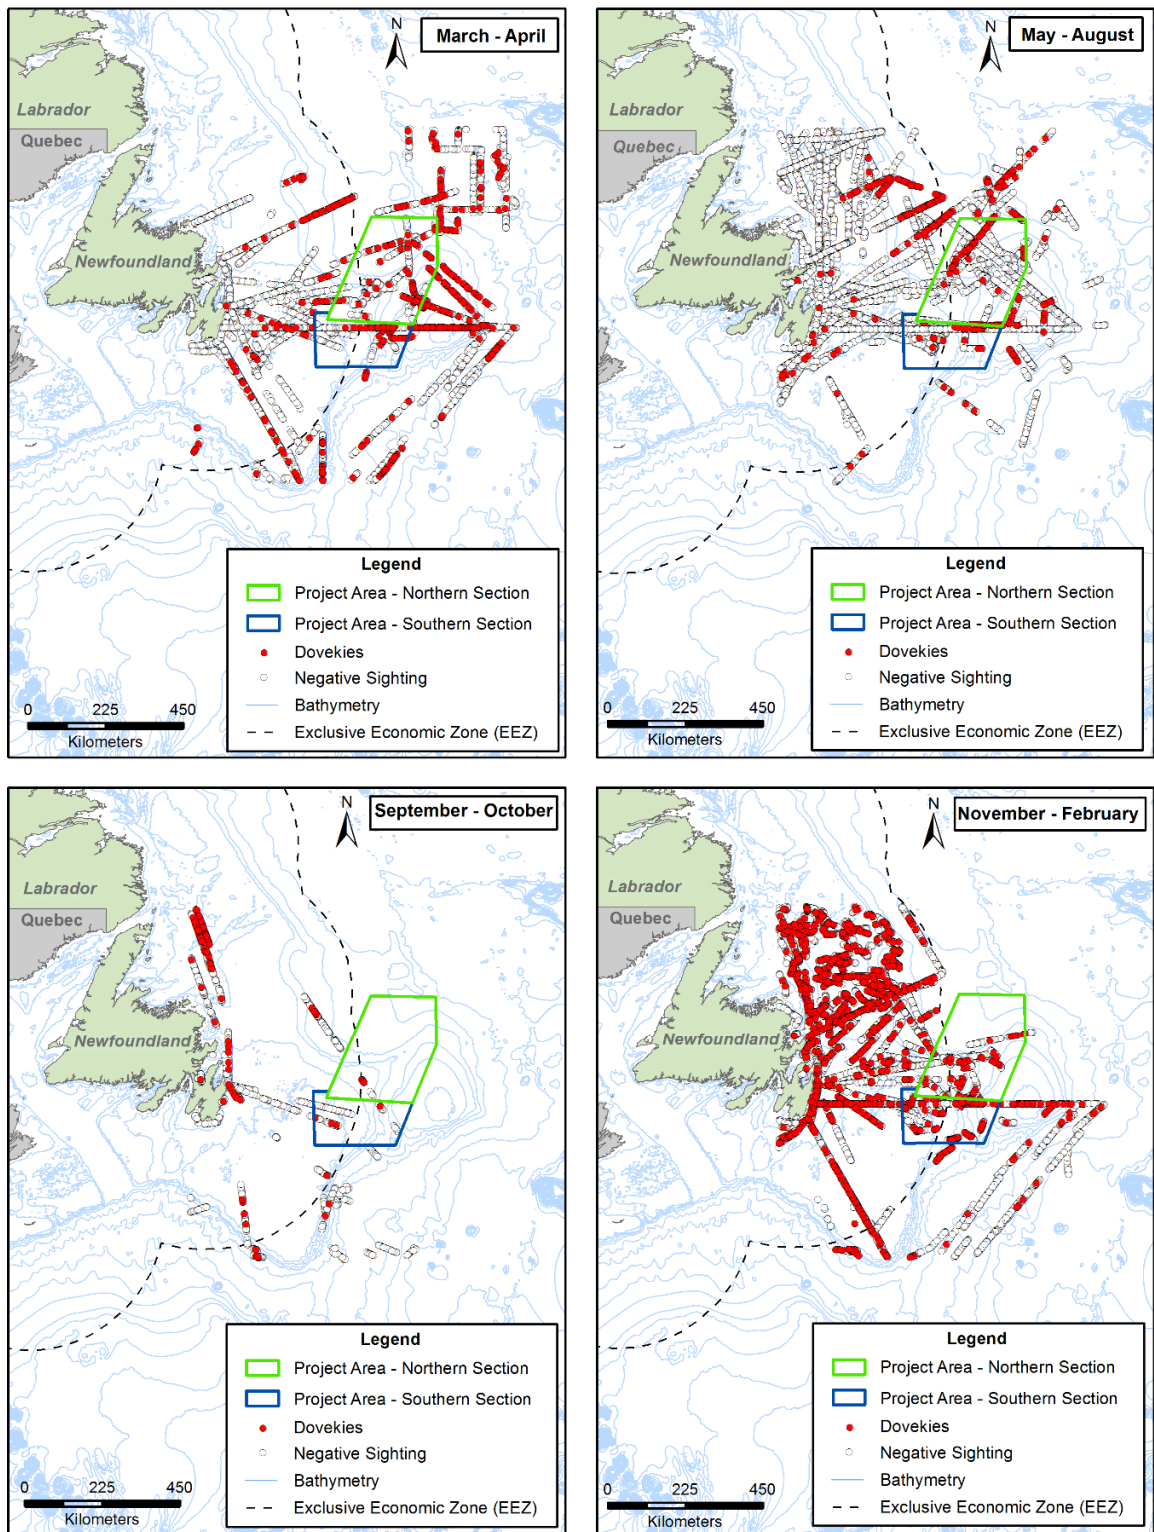 March - April
N
Labrador
Quebec
Newfoundland
Legend
Project Area - Northern Section
Project Area - Southern Section
Dovekies
Negative Sighting
Bathymetry
Exclusive Economic Zone (EEZ)
0 225 450
Kilometers
May - August
N
Labrador
Quebec
Newfoundland
Legend
Project Area - Northern Section
Project Area - Southern Section
Dovekies
Negative Sighting
Bathymetry
Exclusive Economic Zone (EEZ)
0 225 450
Kilometers
September - October
N
Labrador
Quebec
Newfoundland
Legend
Project Area - Northern Section
Project Area - Southern Section
Dovekies
Negative Sighting
Bathymetry
Exclusive Economic Zone (EEZ)
0 225 450
Kilometers
November - February
N
Labrador
Quebec
Newfoundland
Legend
Project Area - Northern Section
Project Area - Southern Section
Dovekies
Negative Sighting
Bathymetry
Exclusive Economic Zone (EEZ)
0 225 450
Kilometers